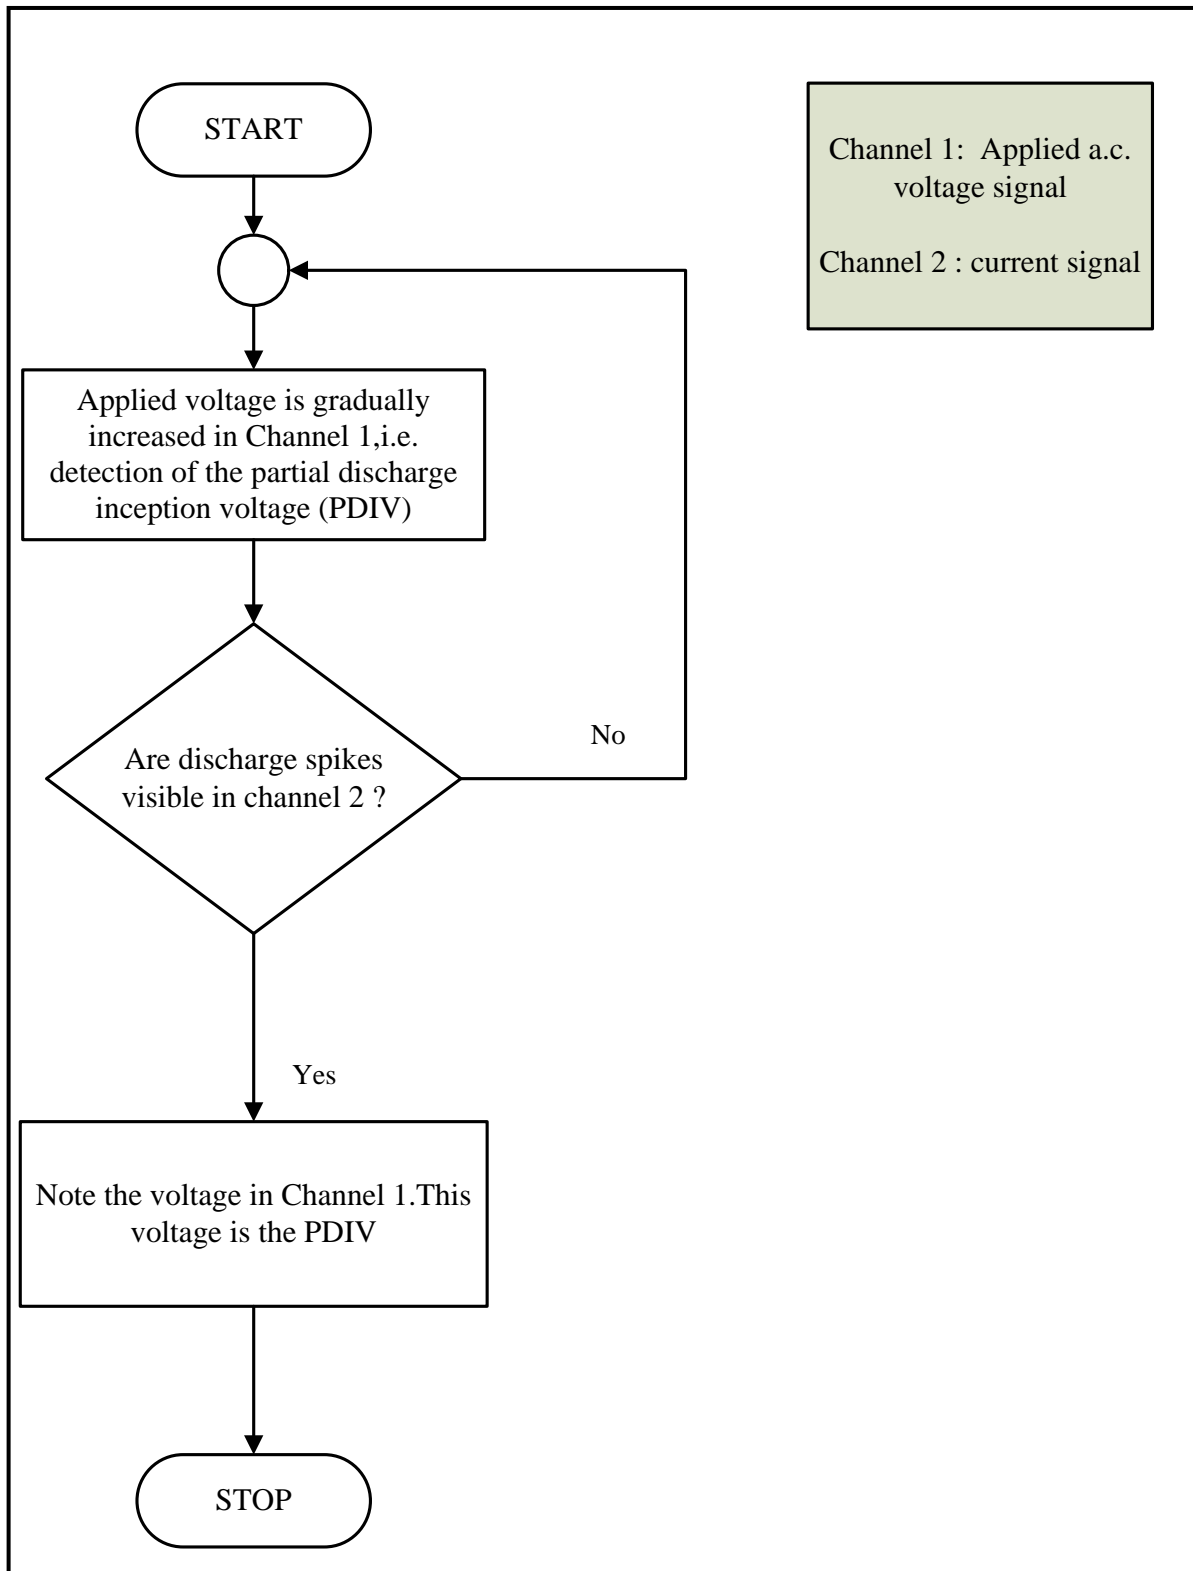 START
Channel 1:  Applied a.c.
voltage signal
Channel 2 : current signal
Applied voltage is gradually
increased in Channel 1,i.e.
detection of the partial discharge
inception voltage (PDIV)
No
Are discharge spikes
visible in channel 2 ?
Yes
Note the voltage in Channel 1.This
voltage is the PDIV
STOP